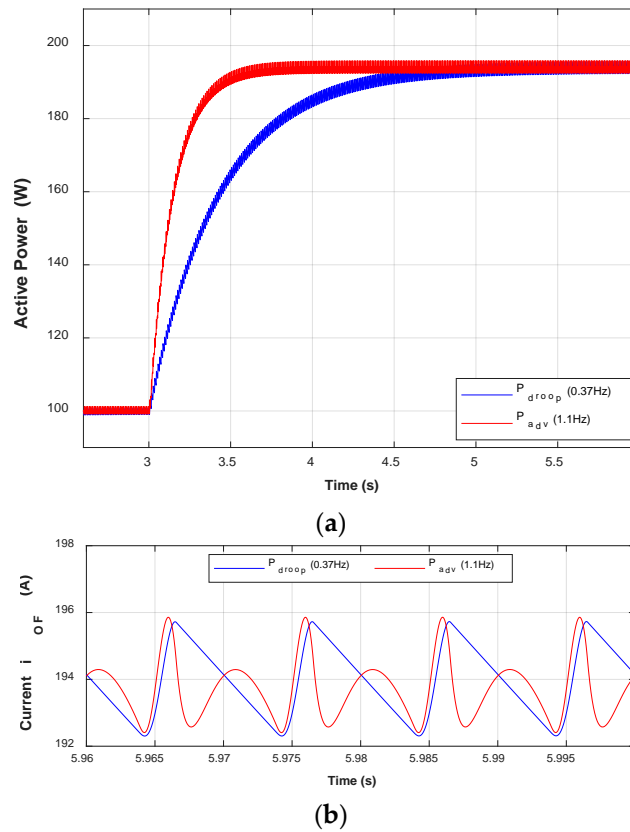 200
180
160
140
120
100
Active Power (W)
P droop (0.37Hz)
P adv (1.1Hz)
3 3.5 4 4.5 5 5.5
Time (s)
(a)
198
196
194
192
Current i OF (A)
P droop (0.37Hz) P adv (1.1Hz)
5.96 5.965 5.97 5.975 5.98 5.985 5.99 5.995
Time (s)
(b)